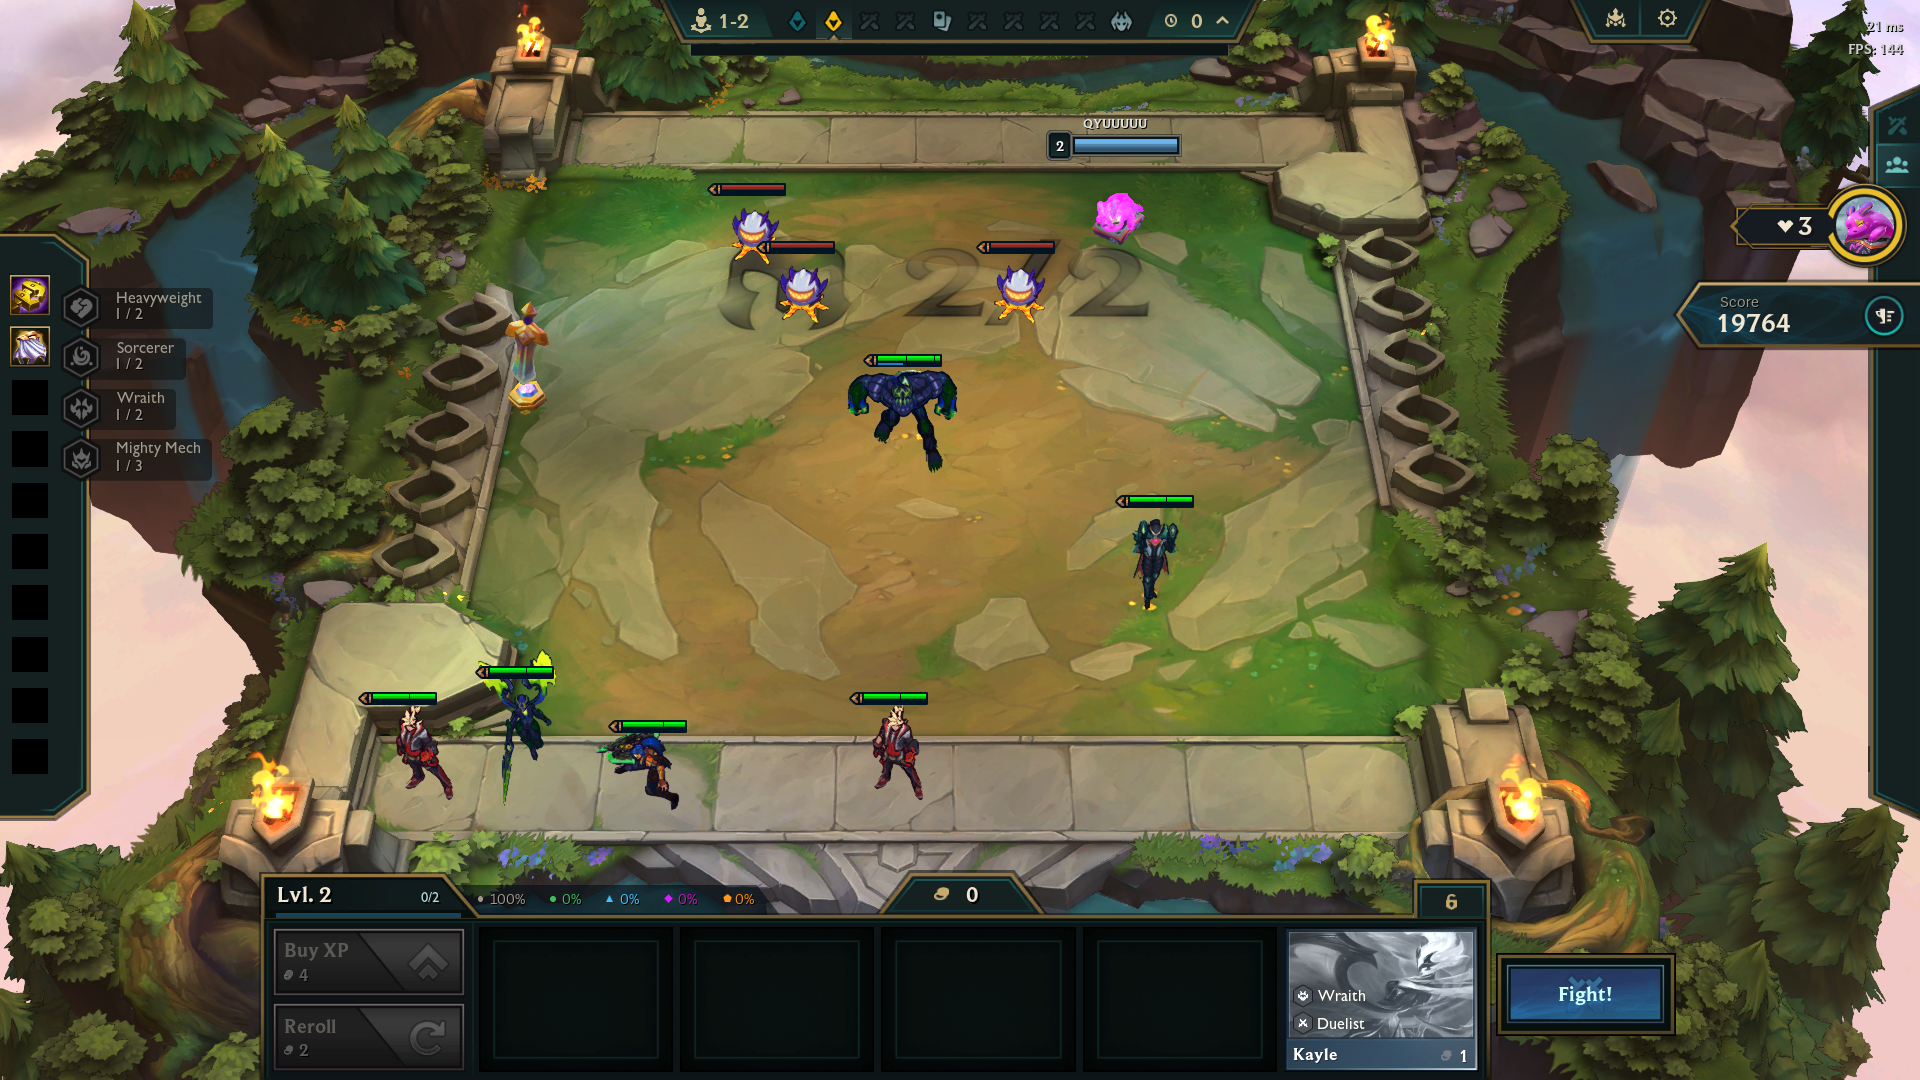 1-2
0
21 ms
FPS: 144
QYUUUUU
2
3
Score
19764
Heavyweight
1 / 2
Sorcerer
1 / 2
Wraith
1 / 2
Mighty Mech
1 / 3
2/2
Lvl. 2
0/2
100%
0%
0%
0%
0%
0
6
Buy XP
4
Reroll
2
Wraith
Duelist
Kayle
1
Fight!